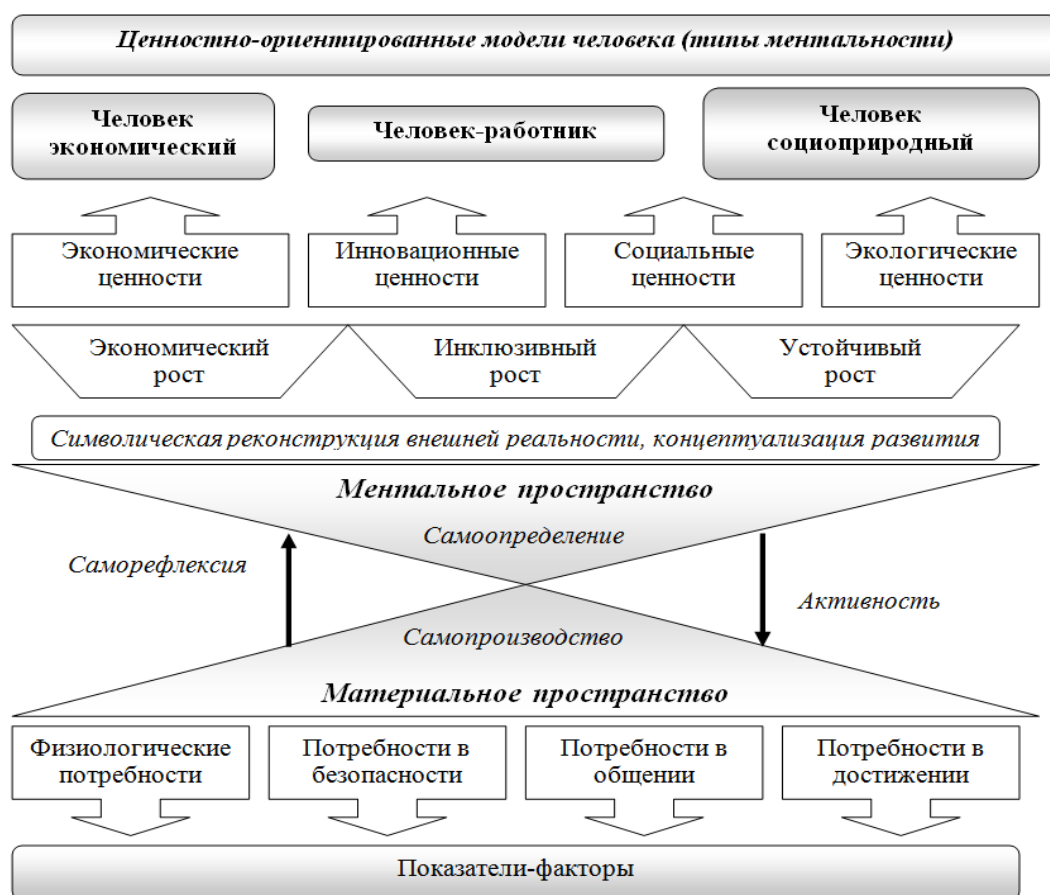 Ценностно-ориентированные модели человека (типы ментальности)
Человек
экономический
Человек-работник
Человек
социоприродный
Экономические
ценности
Инновационные
ценности
Социальные
ценности
Экологические
ценности
Экономический
рост
Инклюзивный
рост
Устойчивый
рост
Символическая реконструкция внешней реальности, концептуализация развития
Ментальное пространство
Самоопределение
Саморефлексия
Активность
Самопроизводство
Материальное пространство
Физиологические
потребности
Потребности в
безопасности
Потребности в
общении
Потребности в
достижении
Показатели-факторы